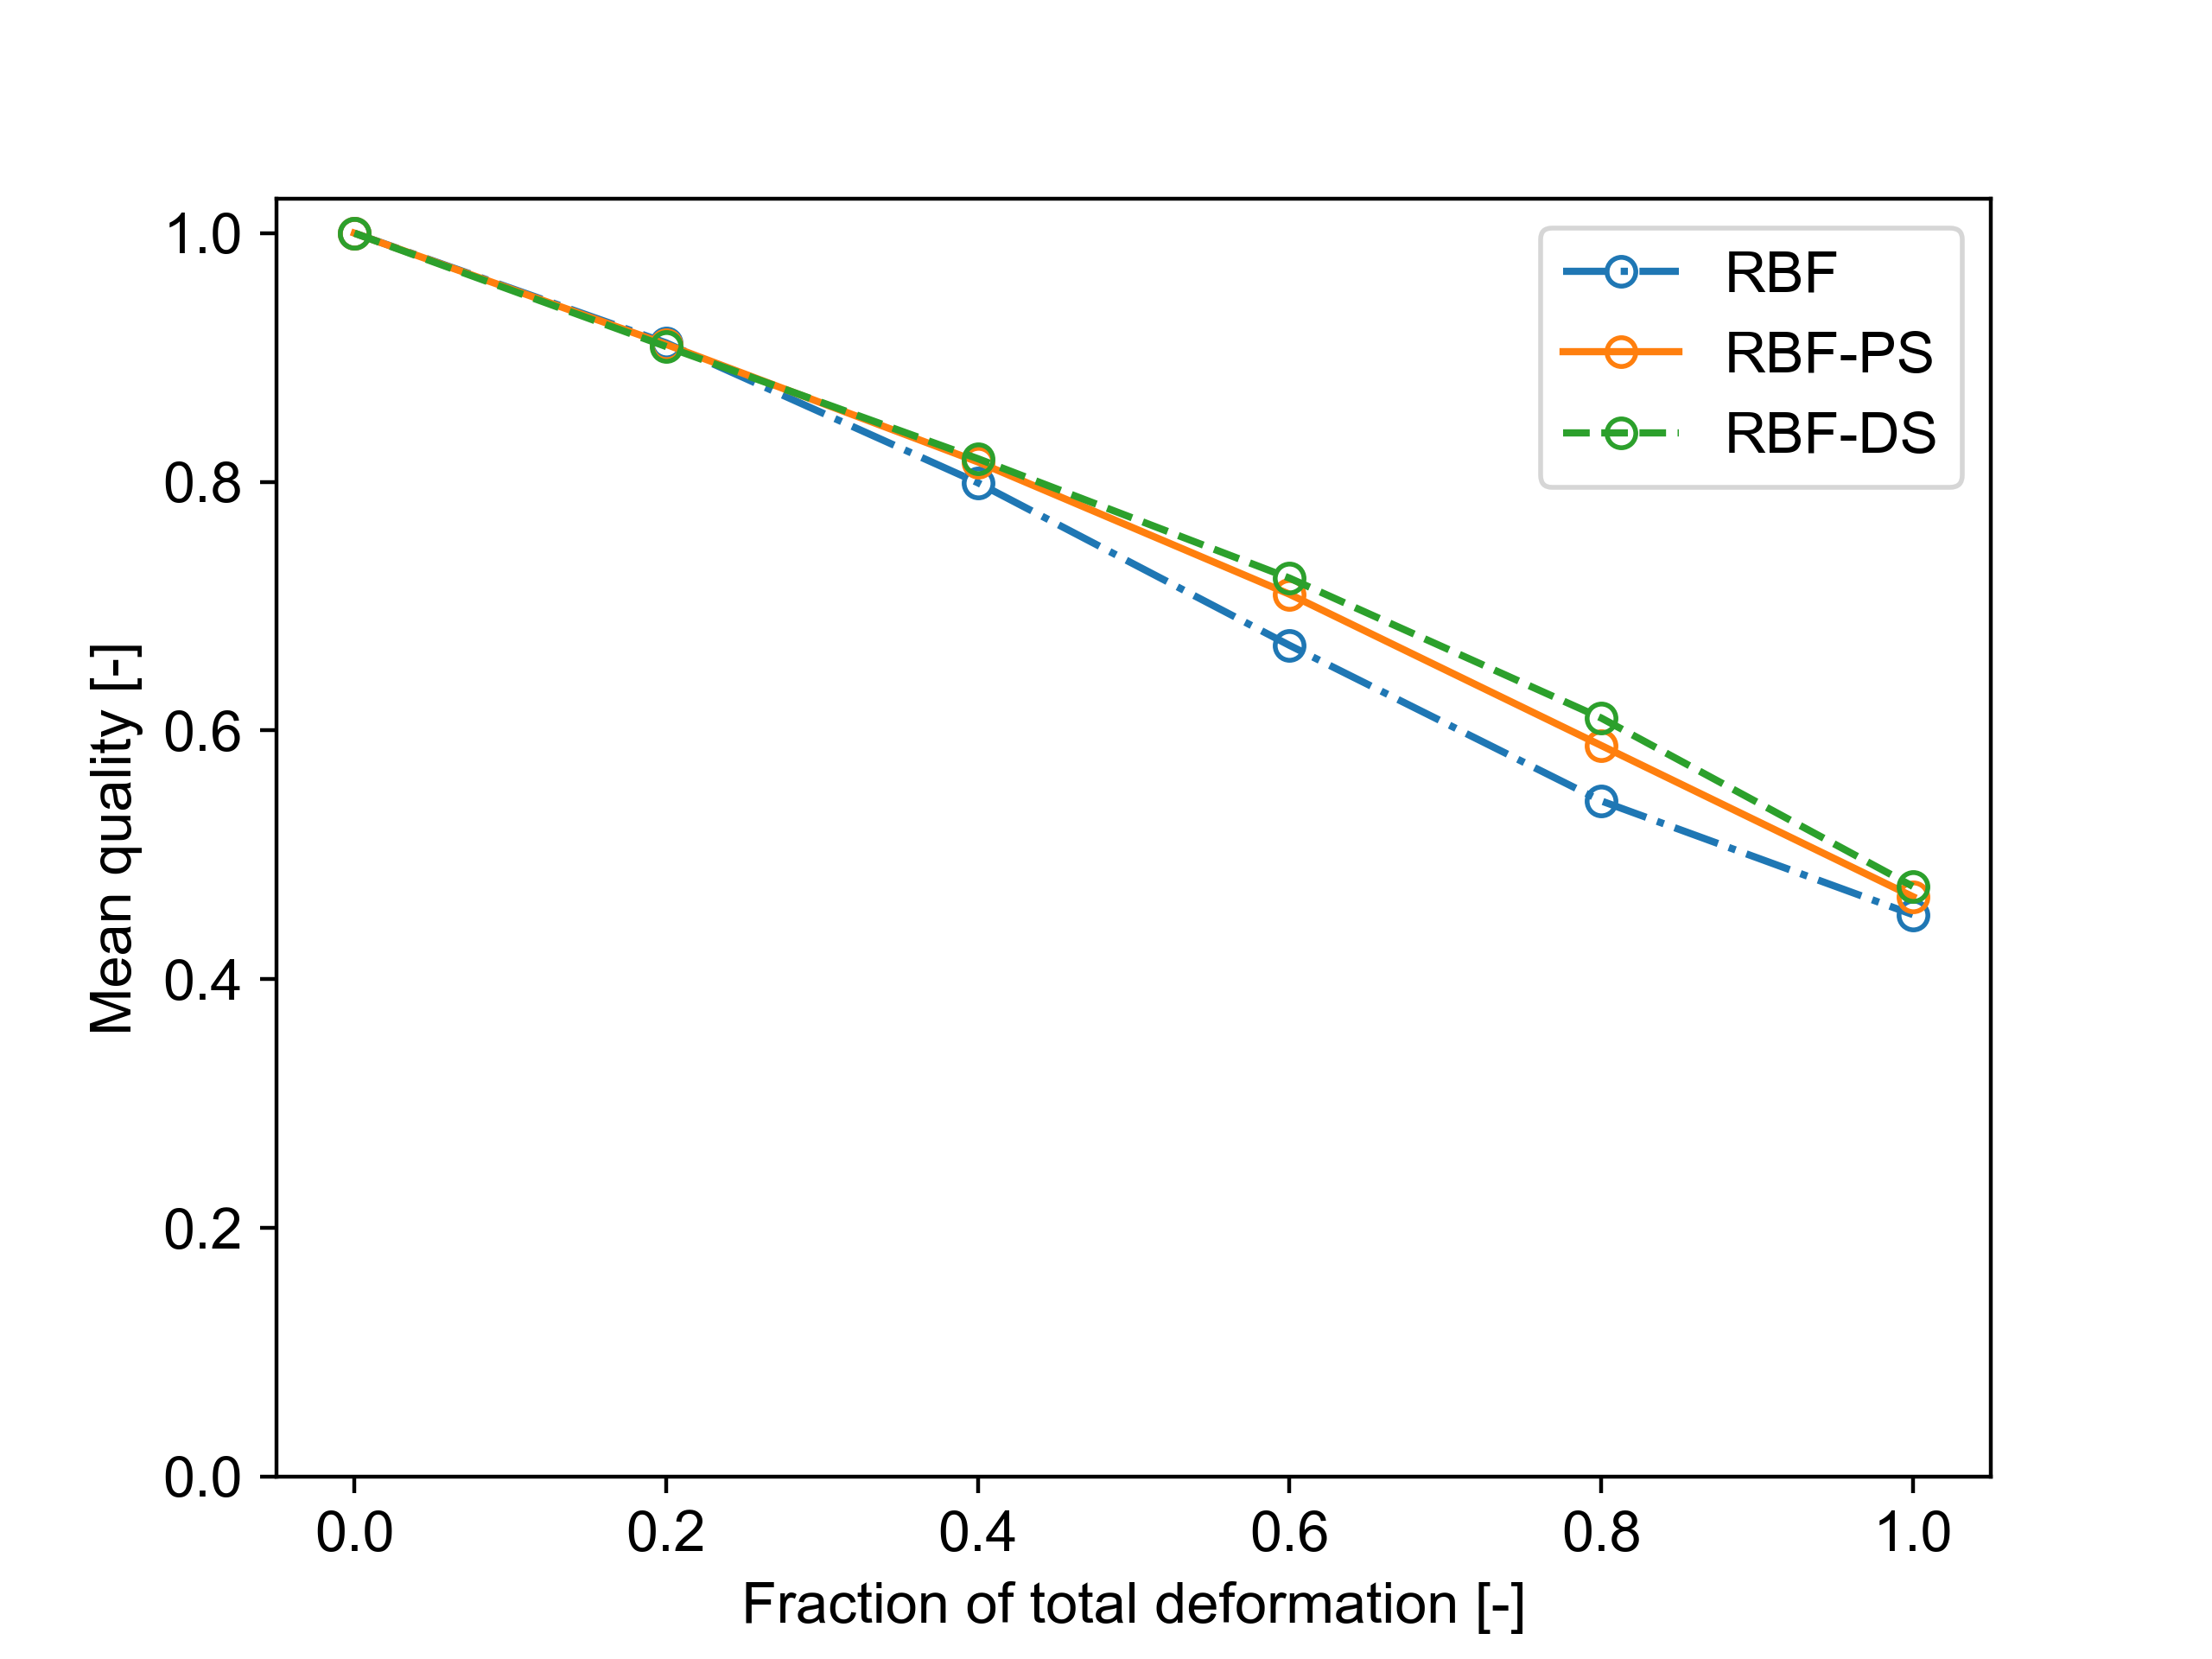 1.0
0.8
0.6
0.4
0.2
0.0
Mean quality [-]
0.0 0.2 0.4 0.6 0.8 1.0
Fraction of total deformation [-]
RBF
RBF-PS
RBF-DS